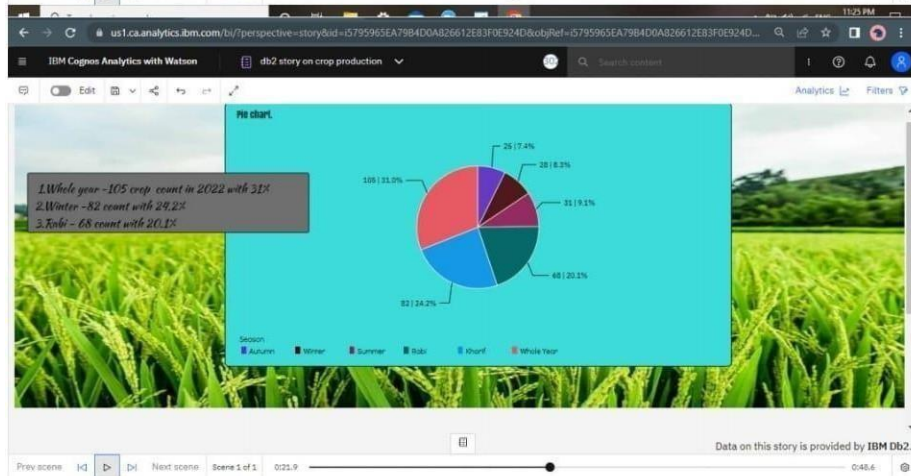 11:25 PM
us1.ca.analytics.ibm.com/bi/?perspective=story&id=i5795965EA79B4D0A826612E83F0E924D&objRef=i5795965EA79B4D0A826612E83F0E924D...
IBM Cognos Analytics with Watson
db2 story on crop production
Search content
Edit
Analytics
Filters
Pie chart.
25 | 7.4%
28 | 8.3%
31 | 9.1%
68 | 20.1%
82 | 24.2%
105 | 31.0%
1.Whole year -105 crop count in 2022 with 31%
2.Winter -82 count with 24.2%
3.Rabi - 68 count with 20.1%
Season
Autumn Winter Summer Rabi Kharif Whole Year
Data on this story is provided by IBM Db2.
Prev scene Next scene Scene 1 of 1 0:21.9 0:48.6